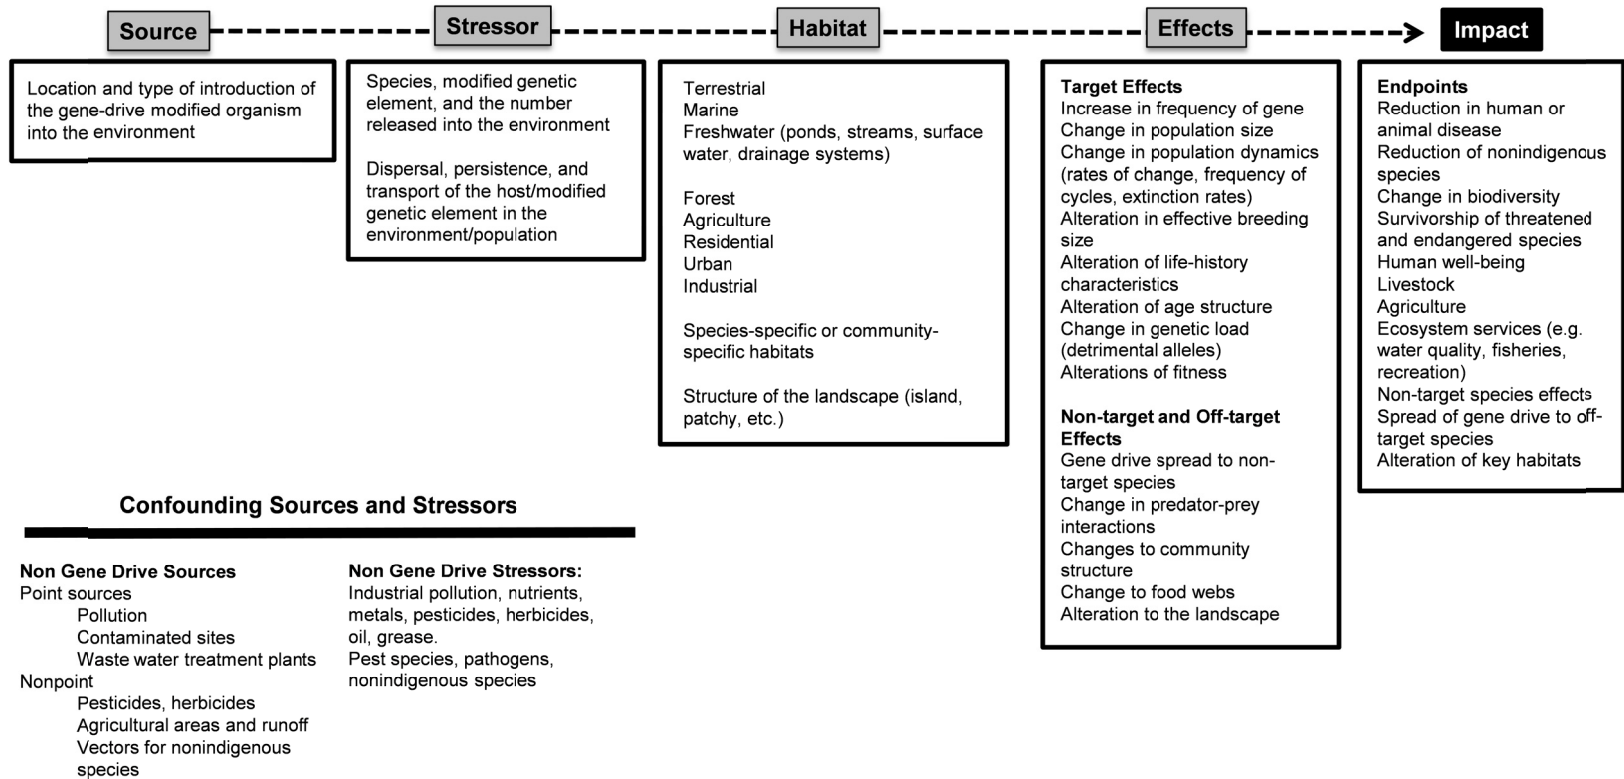 Source
Stressor
Habitat
Effects
Impact
Location and type of introduction of
the gene-drive modified organism
into the environment
Species, modified genetic
element, and the number
released into the environment
Dispersal, persistence, and
transport of the host/modified
genetic element in the
environment/population
Terrestrial
Marine
Freshwater (ponds, streams, surface
water, drainage systems)
Forest
Agriculture
Residential
Urban
Industrial
Species-specific or community-
specific habitats
Structure of the landscape (island,
patchy, etc.)
Target Effects
Increase in frequency of gene
Change in population size
Change in population dynamics
(rates of change, frequency of
cycles, extinction rates)
Alteration in effective breeding
size
Alteration of life-history
characteristics
Alteration of age structure
Change in genetic load
(detrimental alleles)
Alterations of fitness
Non-target and Off-target
Effects
Gene drive spread to non-
target species
Change in predator-prey
interactions
Changes to community
structure
Change to food webs
Alteration to the landscape
Endpoints
Reduction in human or
animal disease
Reduction of nonindigenous
species
Change in biodiversity
Survivorship of threatened
and endangered species
Human well-being
Livestock
Agriculture
Ecosystem services (e.g.
water quality, fisheries,
recreation)
Non-target species effects
Spread of gene drive to off-
target species
Alteration of key habitats
Confounding Sources and Stressors
Non Gene Drive Sources
Point sources
Pollution
Contaminated sites
Waste water treatment plants
Nonpoint
Pesticides, herbicides
Agricultural areas and runoff
Vectors for nonindigenous
species
Non Gene Drive Stressors:
Industrial pollution, nutrients,
metals, pesticides, herbicides,
oil, grease.
Pest species, pathogens,
nonindigenous species